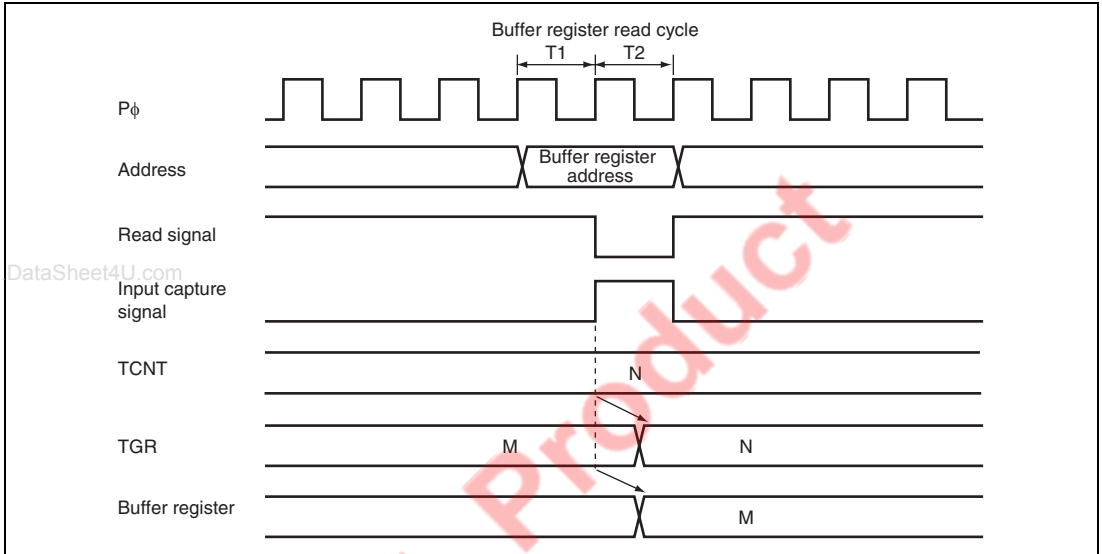 Buffer register read cycle
T1 T2
Pϕ
Address
Buffer register
address
Read signal
DataSheet4U.com
Input capture
signal
TCNT
N
TGR
M
N
Buffer register
M
Product